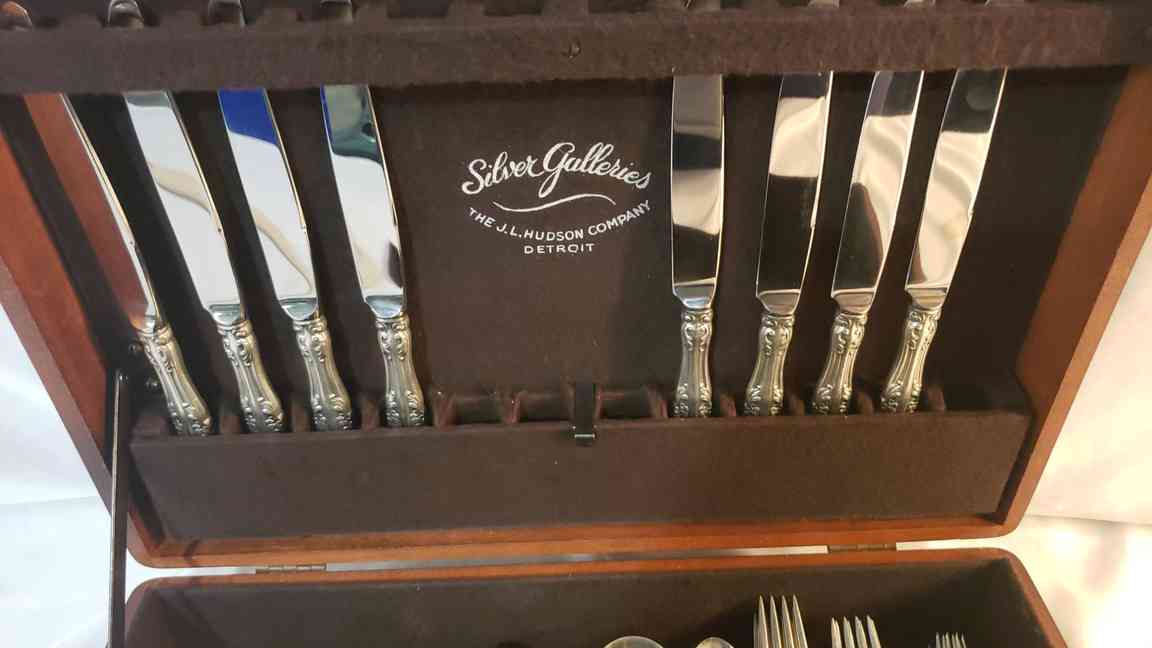 Silver Galleries
THE J.L. HUDSON COMPANY
DETROIT